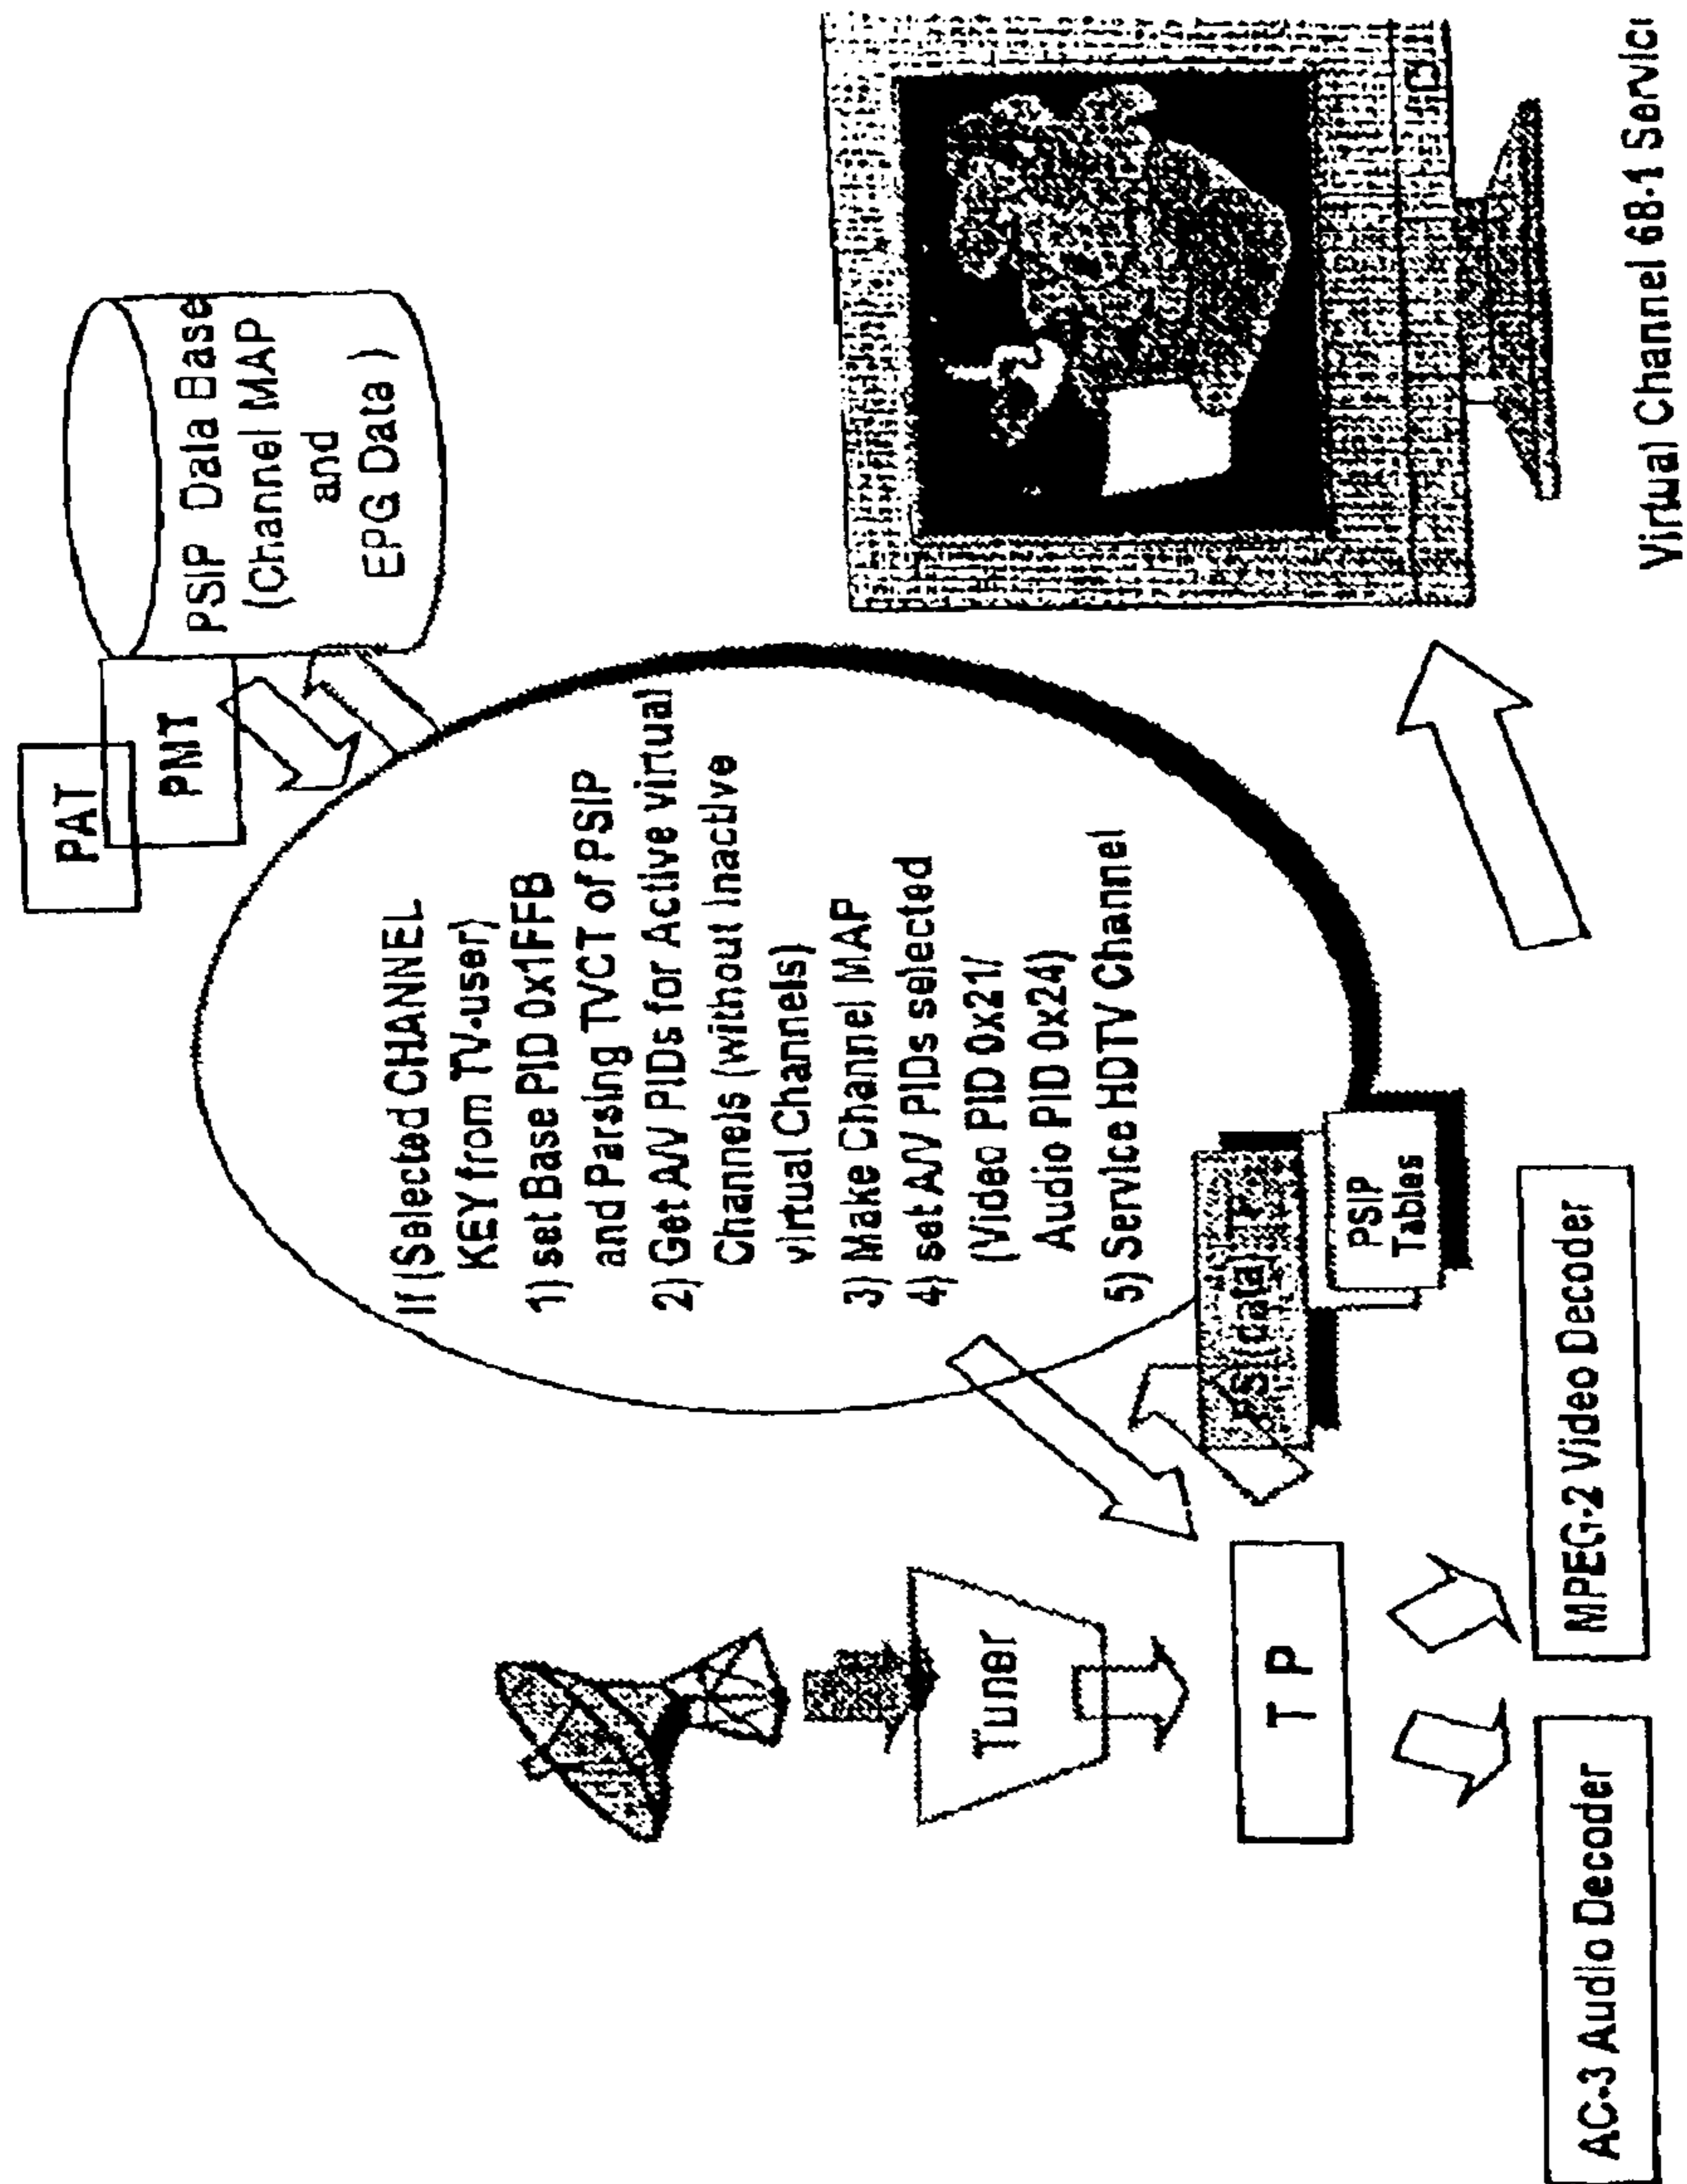 PAT
PMT
PSIP Data Base
(Channel MAP
and
EPG Data )
If (Selected CHANNEL
KEY from TV-user)
1) set Base PID 0x1FFB
and Parsing TVCT of PSIP
2) Get A/V PIDs for Active virtual
Channels (without Inactive
virtual Channels)
3) Make Channel MAP
4) set A/V PIDs selected
(Video PID 0x21/
Audio PID 0x24)
5) Service HDTV Channel
PSI data TP
PSIP
Tables
Tuner
T P
AC-3 Audio Decoder
MPEG-2 Video Decoder
Virtual Channel 68-1